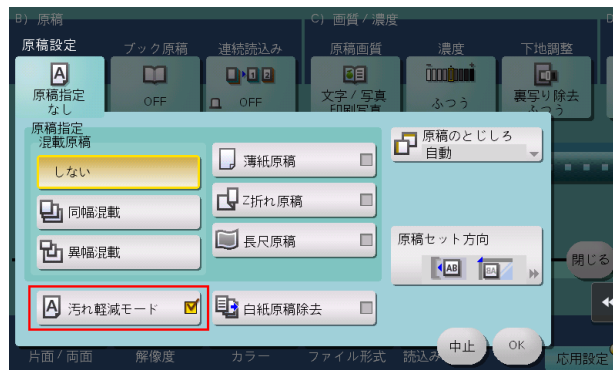 B) 原稿
C) 画質/濃度
原稿設定
ブック原稿
連続読込み
原稿画質
濃度
下地調整
原稿指定
なし
OFF
OFF
文字/写真
印刷写真
ふつう
裏写り除去
ふつう
原稿指定
混載原稿
しない
同幅混載
異幅混載
薄紙原稿
Z折れ原稿
長尺原稿
原稿のとじしろ
自動
原稿セット方向
閉じる
汚れ軽減モード
白紙原稿除去
中止
OK
片面/両面
解像度
カラー
ファイル形式
読込み
応用設定